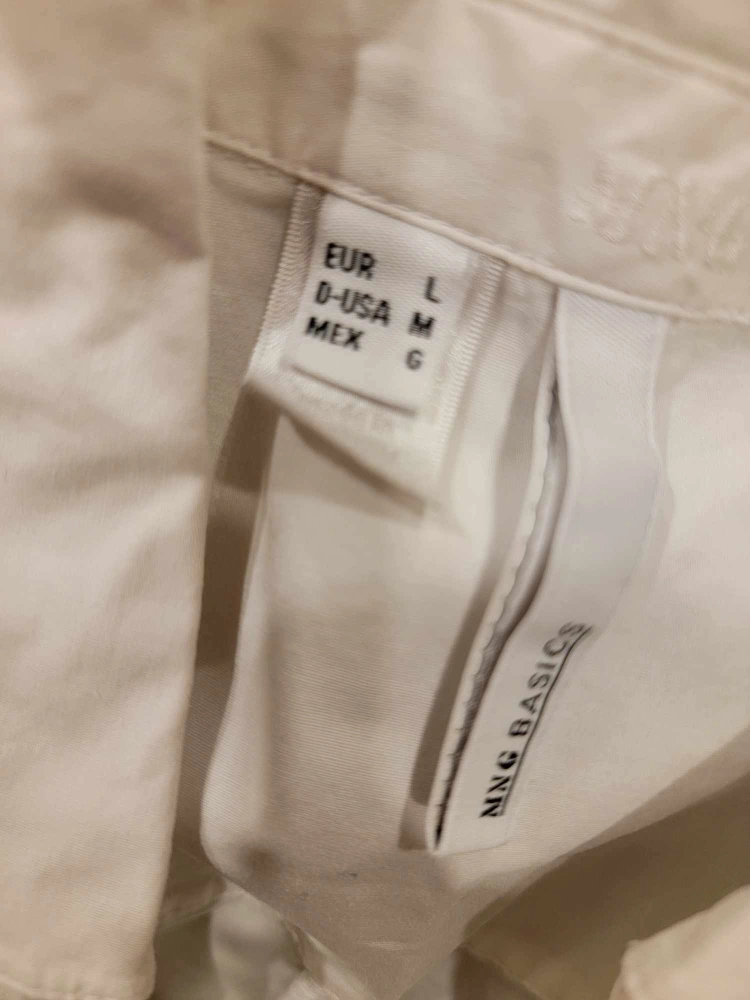 EUR L
D-USA M
MEX G
MNG BASICS